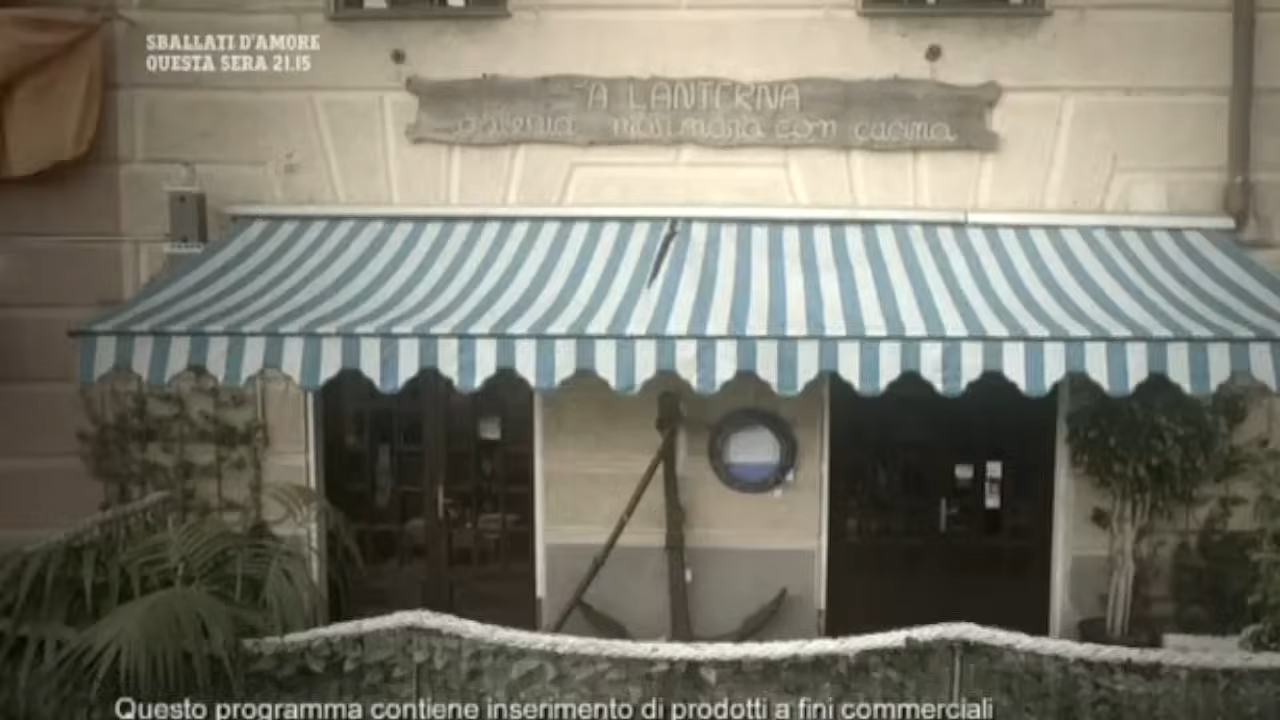 SBALLATI D'AMORE
QUESTA SERA 21.15
'A LANTERNA
osteria marinara con cucina
Questo programma contiene inserimento di prodotti a fini commerciali